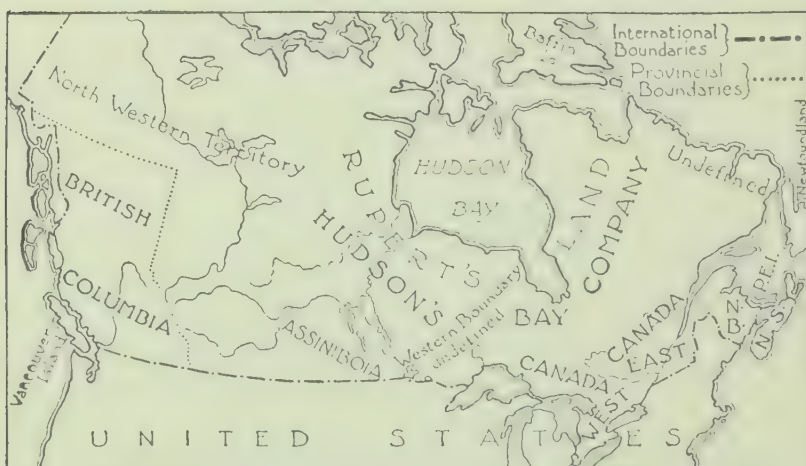 Baffin
International
Boundaries
Provincial
Boundaries
North Western Territory
RUPERT'S
LAND
HUDSON
BAY
HUDSON'S
BAY
COMPANY
Undefined
Newfoundland
BRITISH
COLUMBIA
Vancouver
Island
ASSINIBOIA
Western Boundary
undefined
CANADA
EAST
CANADA
WEST
N.
B.
P.E.I.
N.S.
UNITED STATES